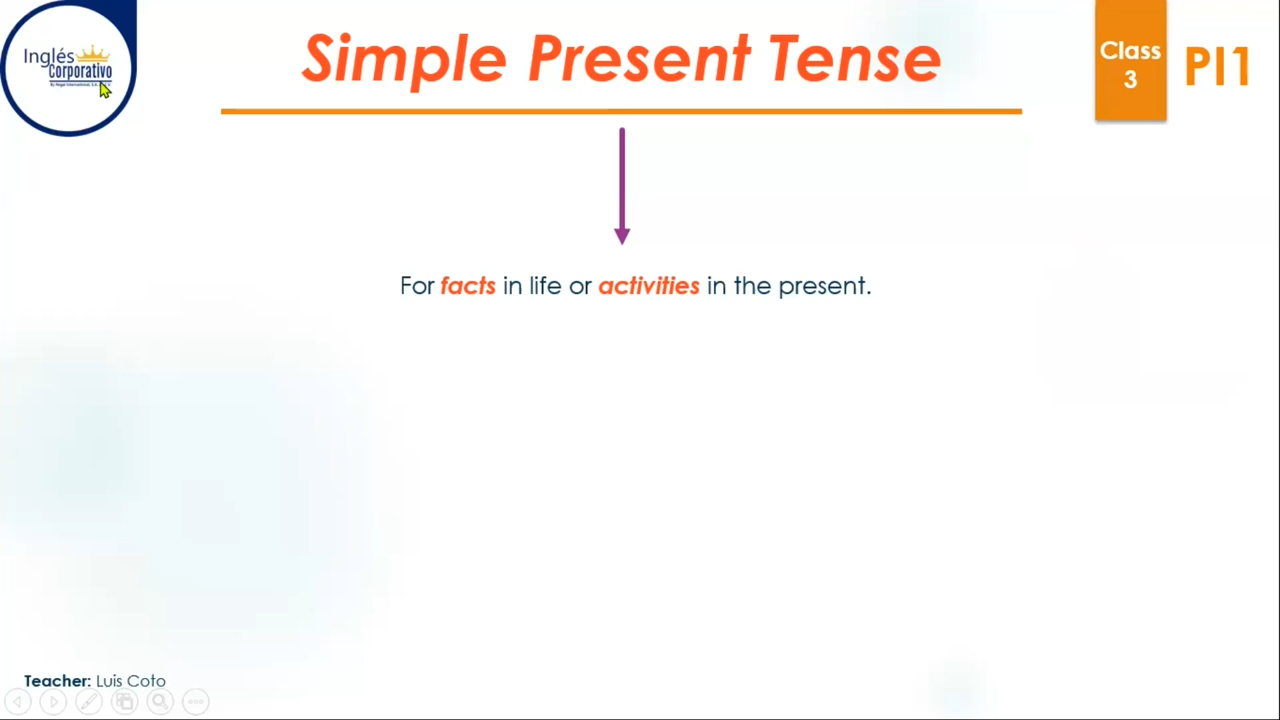 Inglés
Corporativo
Simple Present Tense
Class
3
PI1
For facts in life or activities in the present.
Teacher: Luis Coto